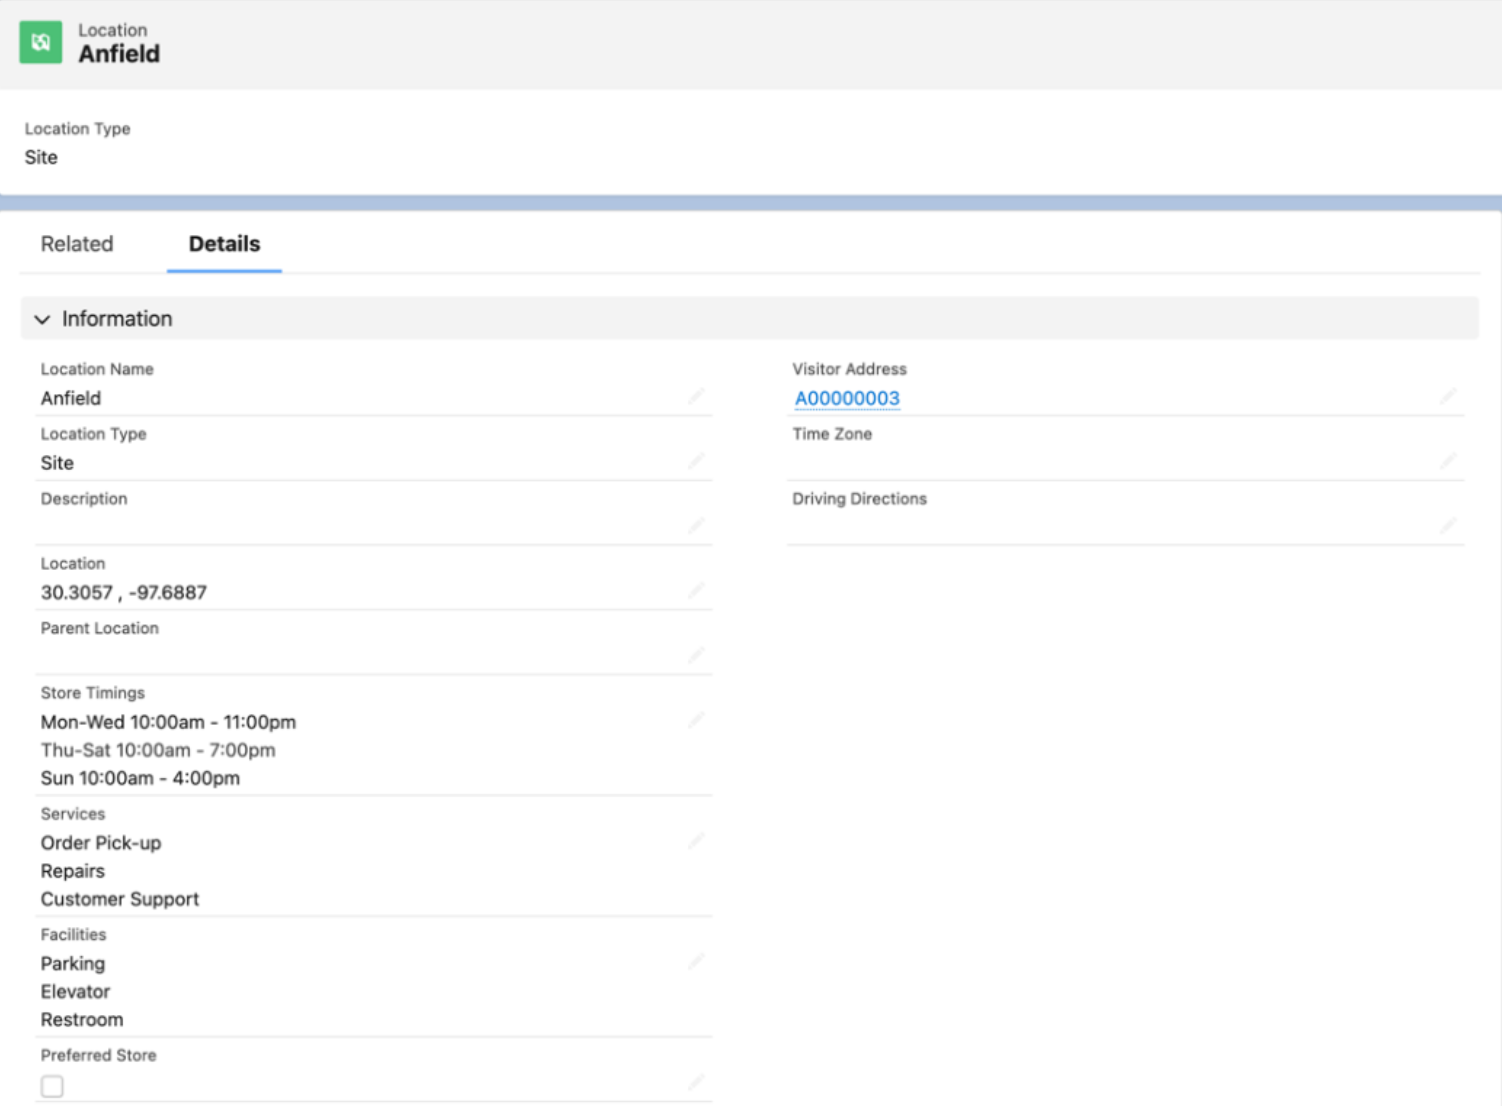 Location
Anfield
Location Type
Site
Related
Details
Information
Location Name
Anfield
Location Type
Site
Description
Location
30.3057 , -97.6887
Parent Location
Store Timings
Mon-Wed 10:00am - 11:00pm
Thu-Sat 10:00am - 7:00pm
Sun 10:00am - 4:00pm
Services
Order Pick-up
Repairs
Customer Support
Facilities
Parking
Elevator
Restroom
Preferred Store
Visitor Address
A00000003
Time Zone
Driving Directions